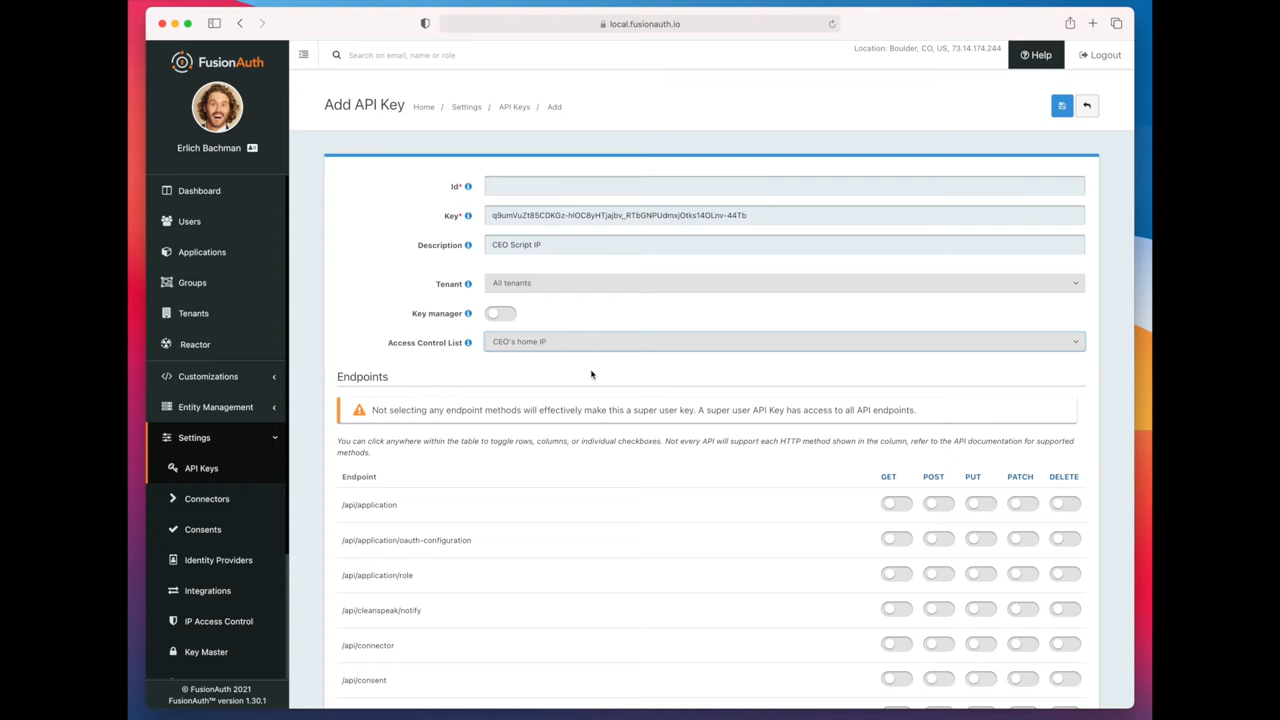 local.fusionauth.io
FusionAuth
Search on email, name or role
Location: Boulder, CO, US, 73.14.174.244
Help
Logout
Erlich Bachman
Add API Key
Home / Settings / API Keys / Add
Dashboard
Users
Applications
Groups
Tenants
Reactor
Customizations
Entity Management
Settings
API Keys
Connectors
Consents
Identity Providers
Integrations
IP Access Control
Key Master
© FusionAuth 2021
FusionAuth™ version 1.30.1
Id*
Key* q9umVuZt85CDKGz-hlOC8yHTjajbv_RTbGNPUdmxjOtks14OLnv-44Tb
Description CEO Script IP
Tenant All tenants
Key manager
Access Control List CEO's home IP
Endpoints
Not selecting any endpoint methods will effectively make this a super user key. A super user API Key has access to all API endpoints.
You can click anywhere within the table to toggle rows, columns, or individual checkboxes. Not every API will support each HTTP method shown in the column, refer to the API documentation for supported
methods.
Endpoint GET POST PUT PATCH DELETE
/api/application
/api/application/oauth-configuration
/api/application/role
/api/cleanspeak/notify
/api/connector
/api/consent